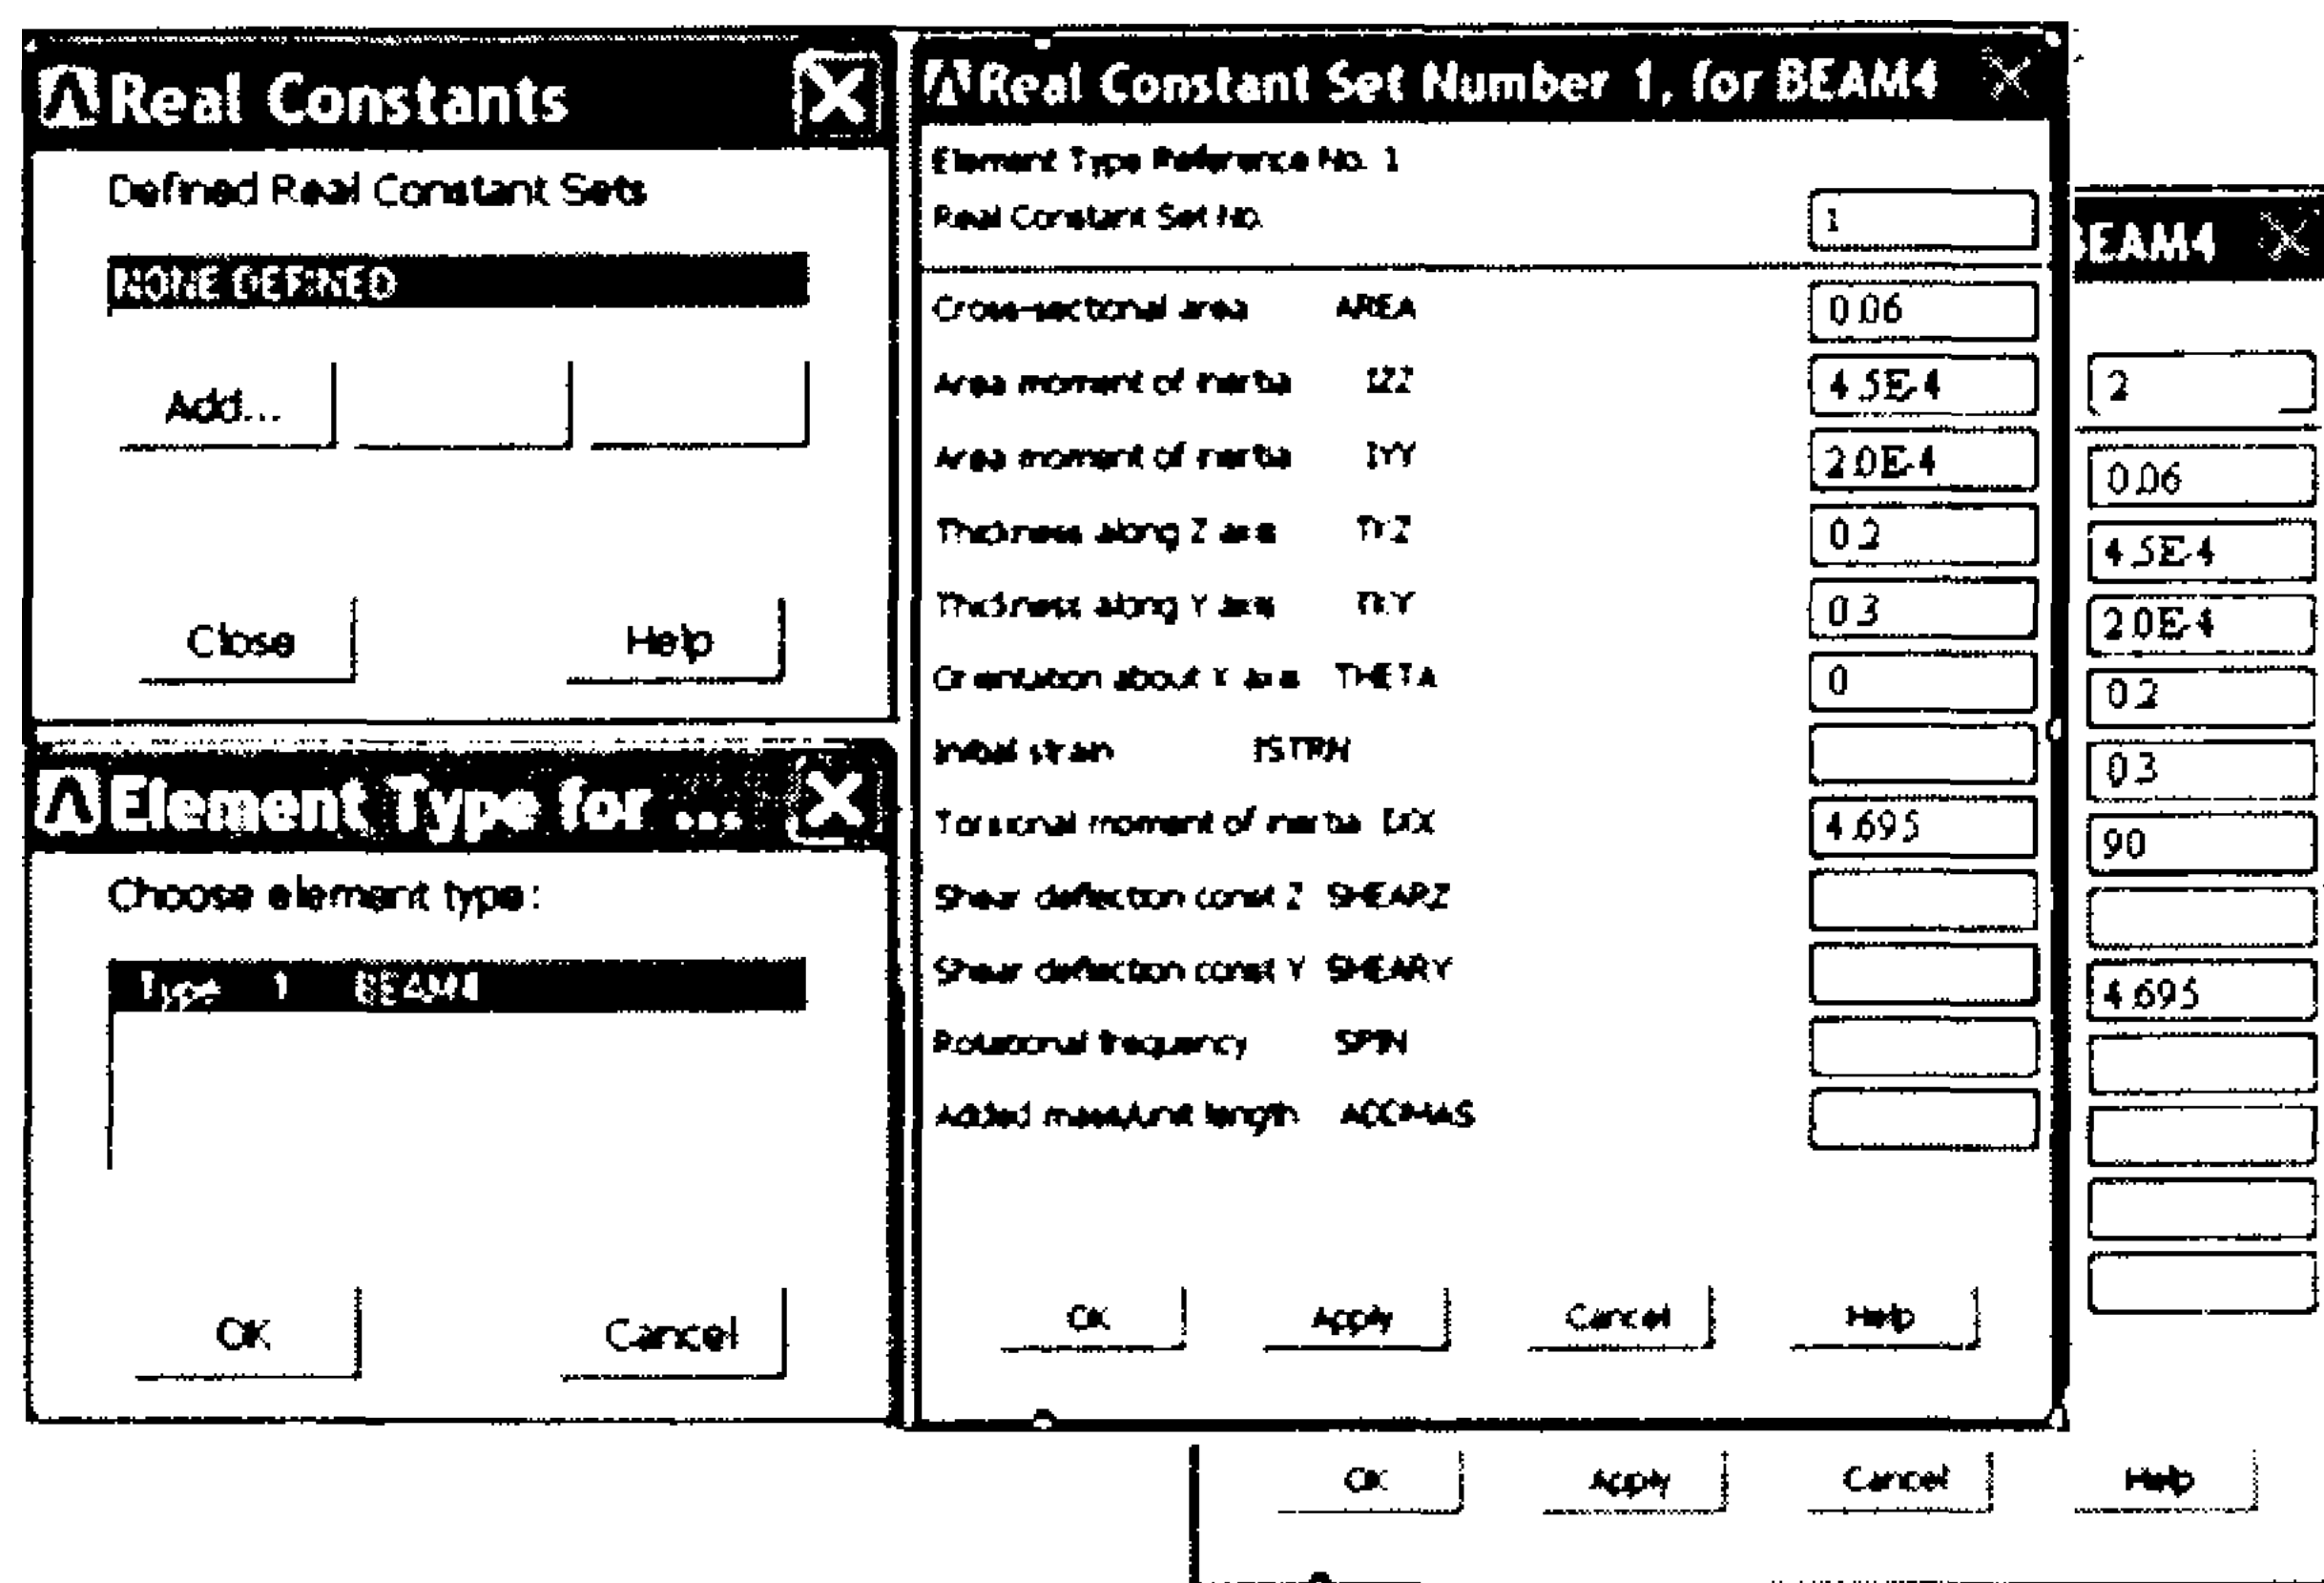 Real Constants
Defined Real Constant Sets
NONE DEFINED
Add...
Close Help
Element Type for ...
Choose element type:
Type 1 BEAM4
OK Cancel
Real Constant Set Number 1, for BEAM4
Element Type Reference No. 1
Real Constant Set No. 1
Cross-sectional area AREA 0.06
Area moment of inertia IZZ 4.5E-4
Area moment of inertia IYY 2.0E-4
Thickness along Z axis TKZ 0.2
Thickness along Y axis TKY 0.3
Orientation about X axis THETA 0
Initial strain ISTRN
Torsional moment of inertia IXX 4.695
Shear deflection const Z SHEARZ
Shear deflection const Y SHEARY
Rotational frequency SPIN
Added mass/unit length ADDMAS
OK Apply Cancel Help
BEAM4
2
0.06
4.5E-4
2.0E-4
0.2
0.3
90
4.695
OK Apply Cancel Help